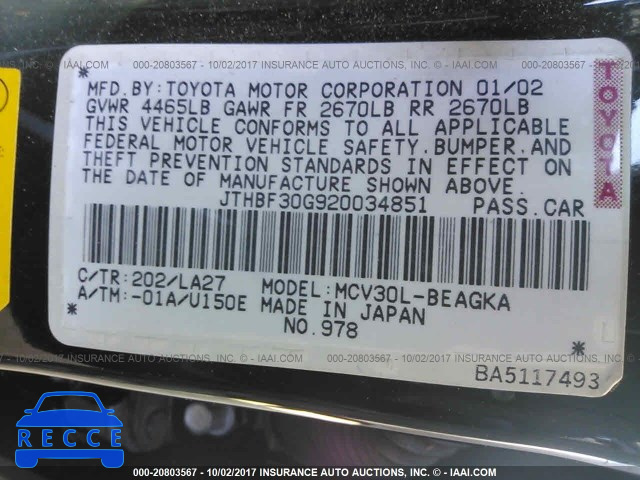 000-20803567 - 10/02/2017 INSURANCE AUTO AUCTIONS, INC. - © IAAI.COM
MFD.BY:TOYOTA MOTOR CORPORATION 01/02
GVWR 4465LB GAWR FR 2670LB RR 2670LB
THIS VEHICLE CONFORMS TO ALL APPLICABLE
FEDERAL MOTOR VEHICLE SAFETY.BUMPER.AND
THEFT PREVENTION STANDARDS IN EFFECT ON
THE DATE OF MANUFACTURE SHOWN ABOVE.
JTHBF30G920034851 PASS.CAR
TOYOTA
C/TR:202/LA27 MODEL:MCV30L-BEAGKA
A/TM:-01A/U150E MADE IN JAPAN
NO.978
000-20803567 - 10/02/2017 INSURANCE AUTO AUCTIONS, INC. - © IAAI.COM
BA5117493
RECCE
000-20803567 - 10/02/2017 INSURANCE AUTO AUCTIONS, INC. - © IAAI.COM